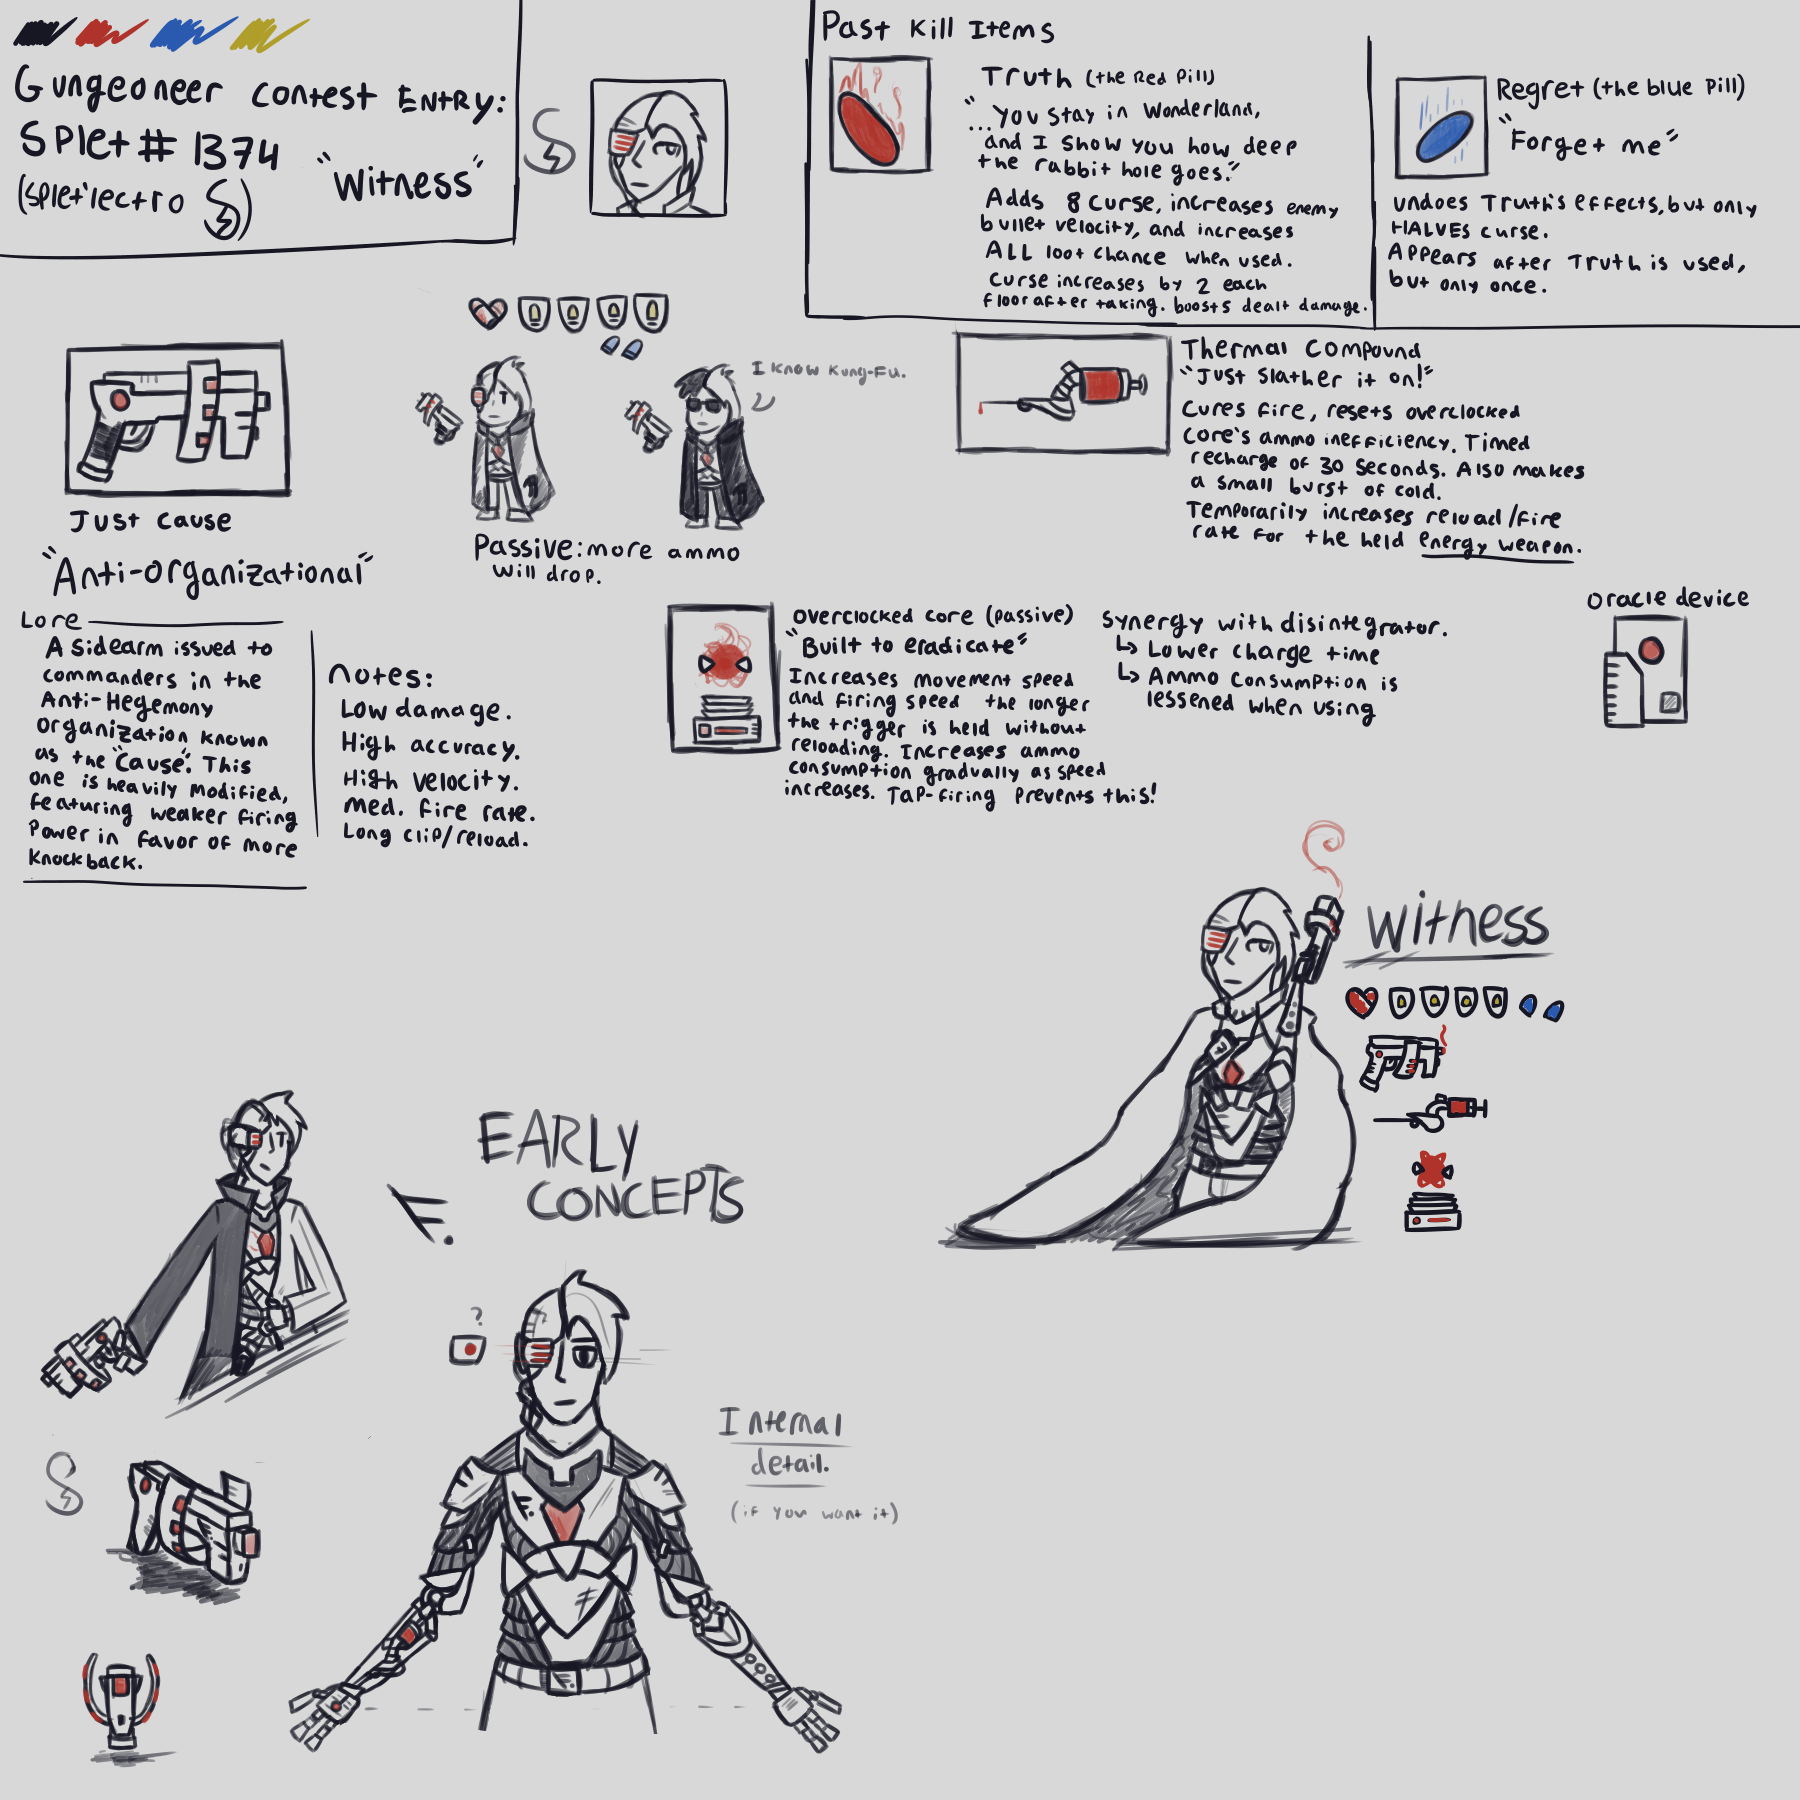 Gungeoneer contest Entry:
Splet#1374
(Splet'lectro S)
"Witness"
Past Kill Items
Truth (the Red Pill)
"...You stay in Wonderland,
and I show you how deep
the rabbit hole goes."
Adds 8 curse, increases enemy
bullet velocity, and increases
ALL loot chance when used.
Curse increases by 2 each
floor after taking. boosts dealt damage.
Regret (the blue Pill)
"Forget me"
undoes Truth's effects, but only
HALVES curse.
Appears after Truth is used,
but only once.
Just Cause
"Anti-organizational"
I know Kung-Fu.
Passive: more ammo
will drop.
Thermal Compound
"Just slather it on!"
Cures fire, resets overclocked
core's ammo inefficiency. Timed
recharge of 30 seconds. Also makes
a small burst of cold.
Temporarily increases reload/fire
rate for the held energy weapon.
Lore
A sidearm issued to
commanders in the
Anti-Hegemony
organization known
as the "Cause". This
one is heavily modified,
featuring weaker firing
power in favor of more
knockback.
Notes:
Low damage.
High accuracy.
High velocity.
Med. fire rate.
Long clip/reload.
Overclocked core (passive)
"Built to eradicate"
Increases movement speed
and firing speed the longer
the trigger is held without
reloading. Increases ammo
consumption gradually as speed
increases. Tap-firing prevents this!
Synergy with disintegrator.
↳ Lower charge time
↳ Ammo consumption is
lessened when using
Oracle device
Witness
EARLY
CONCEPTS
?
Internal
detail.
(if you want it)